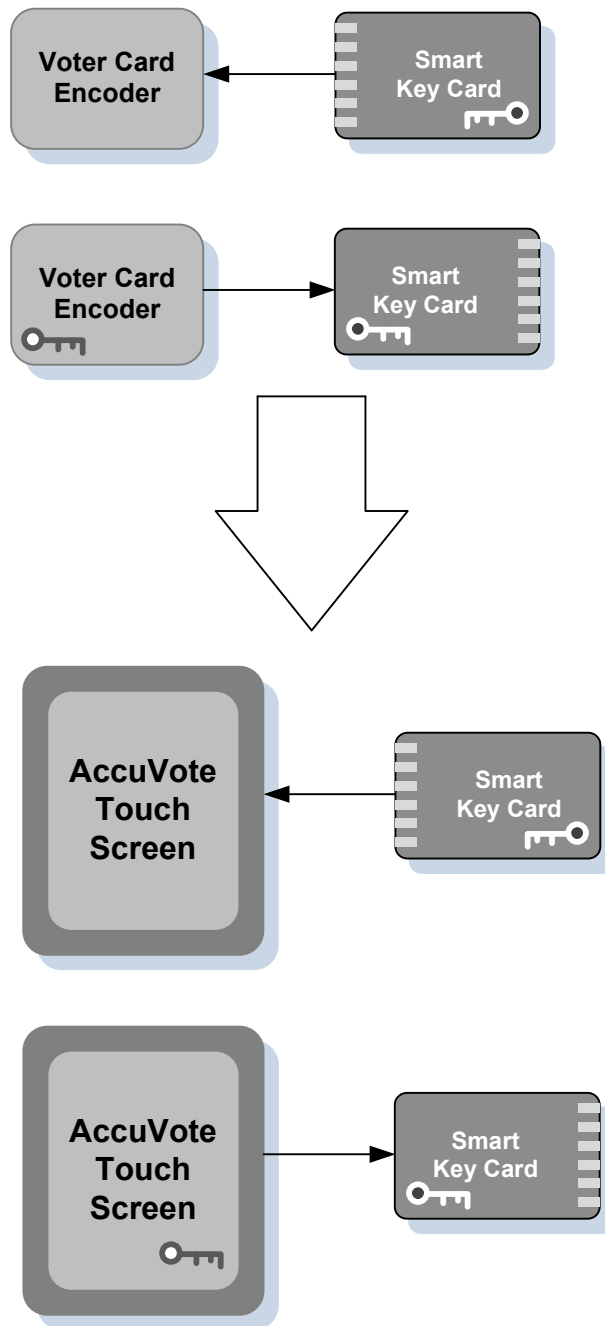 Voter Card
Encoder
Smart
Key Card
Voter Card
Encoder
Smart
Key Card
AccuVote
Touch
Screen
Smart
Key Card
AccuVote
Touch
Screen
Smart
Key Card